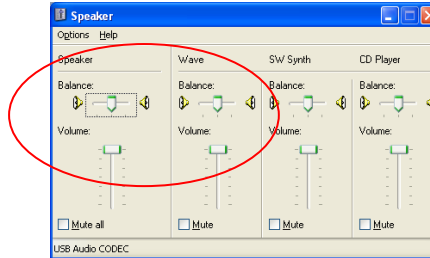 Speaker
Options Help
Speaker Wave SW Synth CD Player
Balance: Balance: Balance: Balance:
Volume: Volume: Volume: Volume:
Mute all Mute Mute Mute
USB Audio CODEC